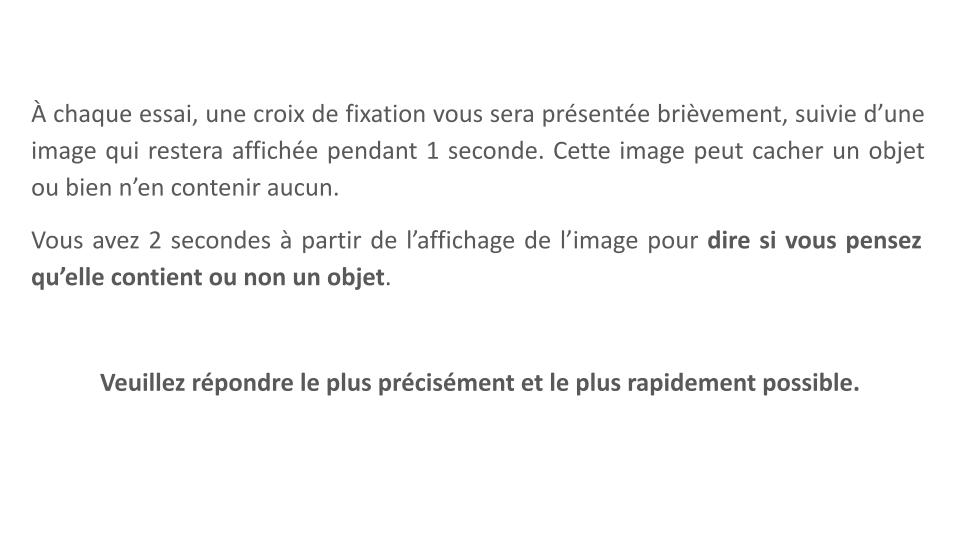 À chaque essai, une croix de fixation vous sera présentée brièvement, suivie d’une
image qui restera affichée pendant 1 seconde. Cette image peut cacher un objet
ou bien n’en contenir aucun.
Vous avez 2 secondes à partir de l’affichage de l’image pour dire si vous pensez
qu’elle contient ou non un objet.
Veuillez répondre le plus précisément et le plus rapidement possible.